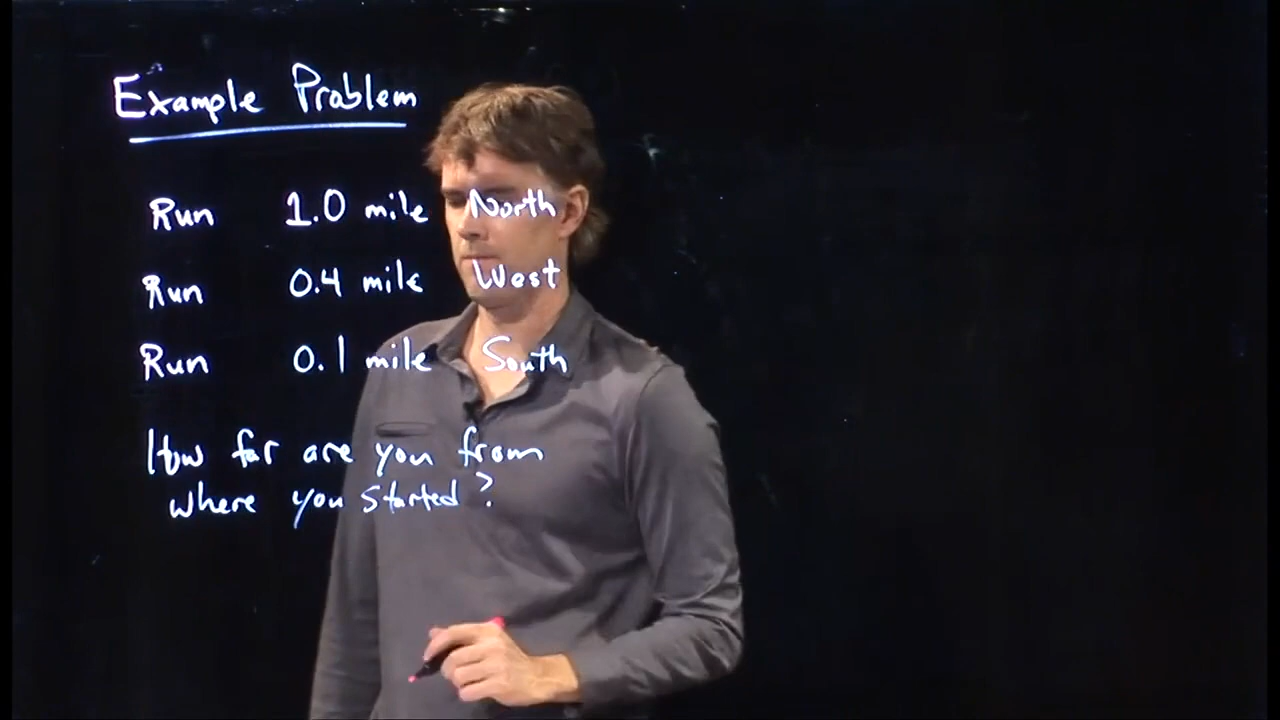 Example Problem
Run 1.0 mile North
Run 0.4 mile West
Run 0.1 mile South
How far are you from
where you started?